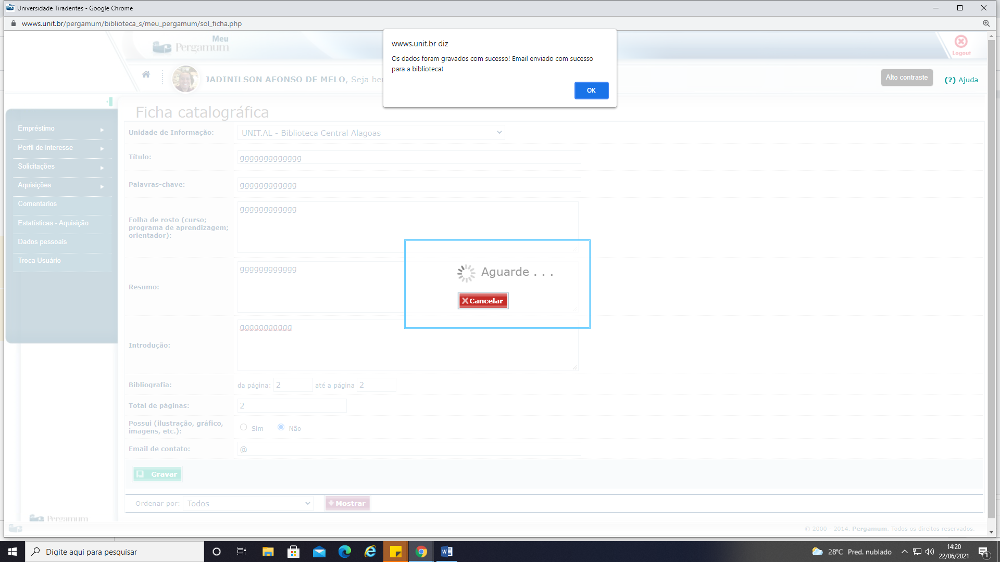 Universidade Tiradentes - Google Chrome
wwws.unit.br/pergamum/biblioteca_s/meu_pergamum/sol_ficha.php
Meu
Pergamum
Logout
JADINILSON AFONSO DE MELO, Seja be
Alto contraste
(?) Ajuda
wwws.unit.br diz
Os dados foram gravados com sucesso! Email enviado com sucesso
para a biblioteca!
OK
Empréstimo
Perfil de interesse
Solicitações
Aquisições
Comentarios
Estatísticas - Aquisição
Dados pessoais
Troca Usuário
Ficha catalográfica
Unidade de Informação: UNIT.AL - Biblioteca Central Alagoas
Título: ggggggggggggg
Palavras-chave: gggggggggggg
Folha de rosto (curso;
programa de aprendizagem;
orientador):
gggggggggggg
Resumo: gggggggggggg
Introdução: ggggggggggg
Aguarde . . .
Cancelar
Bibliografia: da página: 2 até a página 2
Total de páginas: 2
Possui (ilustração, gráfico,
imagens, etc.):
Sim Não
Email de contato: @
Gravar
Ordenar por: Todos Mostrar
Pergamum
© 2000 - 2014. Pergamum. Todos os direitos reservados.
Digite aqui para pesquisar
28°C Pred. nublado
14:20
22/06/2021
1